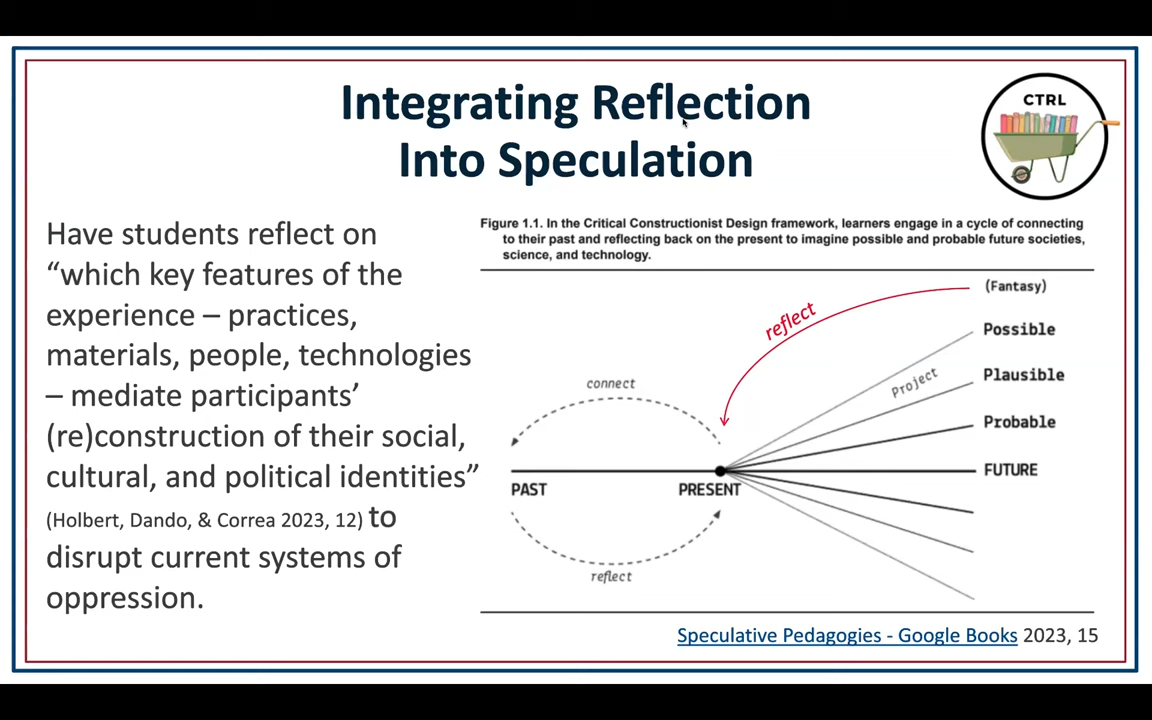 Integrating Reflection
Into Speculation
CTRL
Have students reflect on
“which key features of the
experience – practices,
materials, people, technologies
– mediate participants’
(re)construction of their social,
cultural, and political identities”
(Holbert, Dando, & Correa 2023, 12) to
disrupt current systems of
oppression.
Figure 1.1. In the Critical Constructionist Design framework, learners engage in a cycle of connecting
to their past and reflecting back on the present to imagine possible and probable future societies,
science, and technology.
(Fantasy)
reflect
Possible
Project
Plausible
connect
Probable
FUTURE
PAST
PRESENT
reflect
Speculative Pedagogies - Google Books 2023, 15